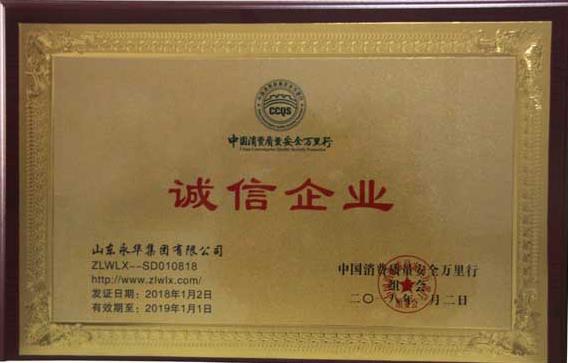 CCQS
中国消费质量安全万里行
诚信企业
山东永华集团有限公司
ZLWLX--SD010818
http://www.zlwlx.com/
发证日期：2018年1月2日
有效期至：2019年1月1日
中国消费质量安全万里行
组委会
二〇一八年一月二日